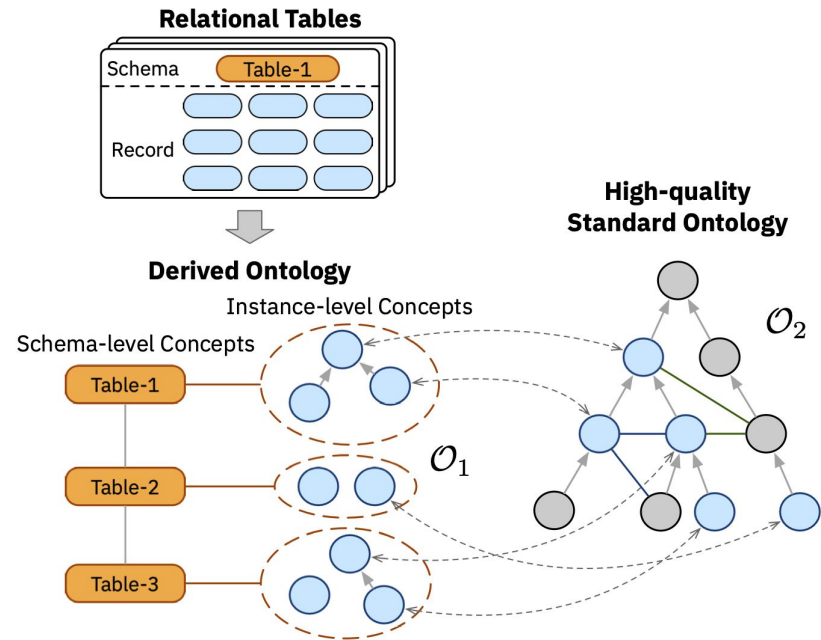 Relational Tables
Schema
Table-1
Record
High-quality
Standard Ontology
Derived Ontology
Instance-level Concepts
Schema-level Concepts
𝒪₂
Table-1
𝒪₁
Table-2
Table-3